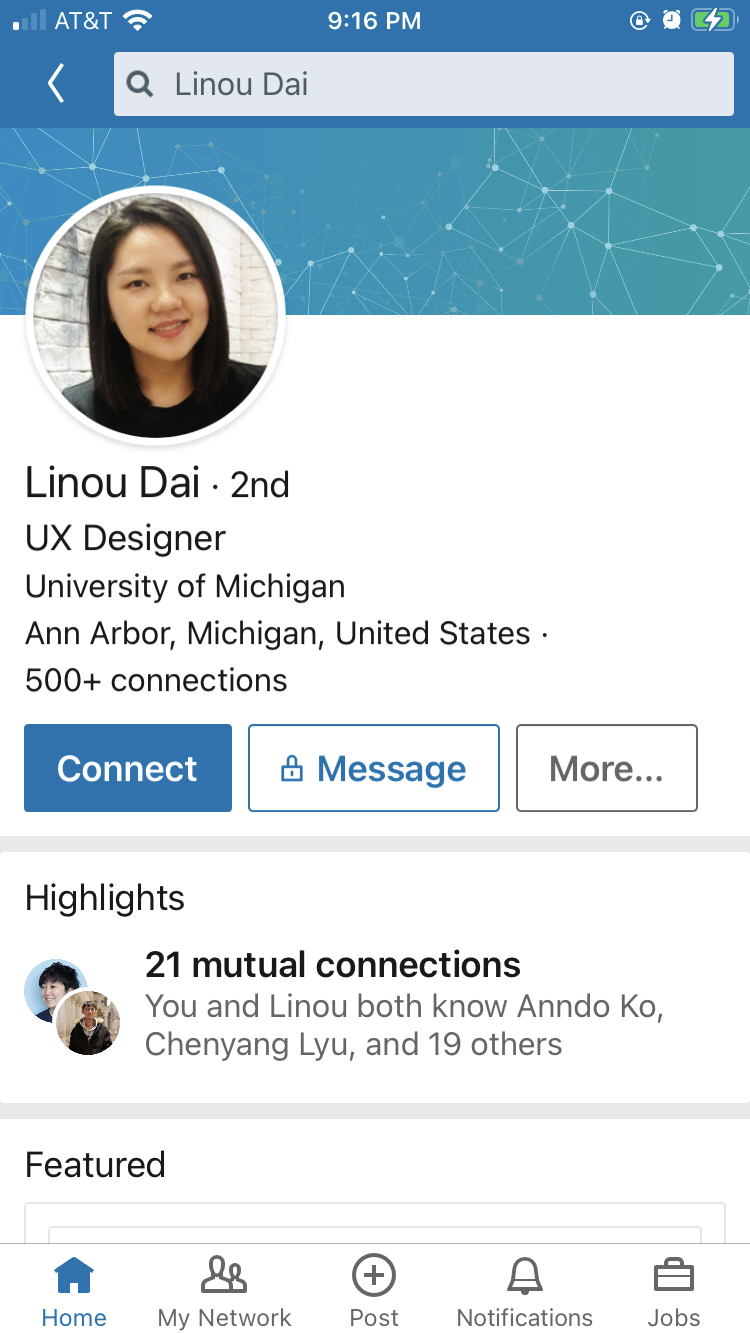 AT&T 9:16 PM
Linou Dai
Linou Dai · 2nd
UX Designer
University of Michigan
Ann Arbor, Michigan, United States ·
500+ connections
Connect Message More...
Highlights
21 mutual connections
You and Linou both know Anndo Ko,
Chenyang Lyu, and 19 others
Featured
Home My Network Post Notifications Jobs